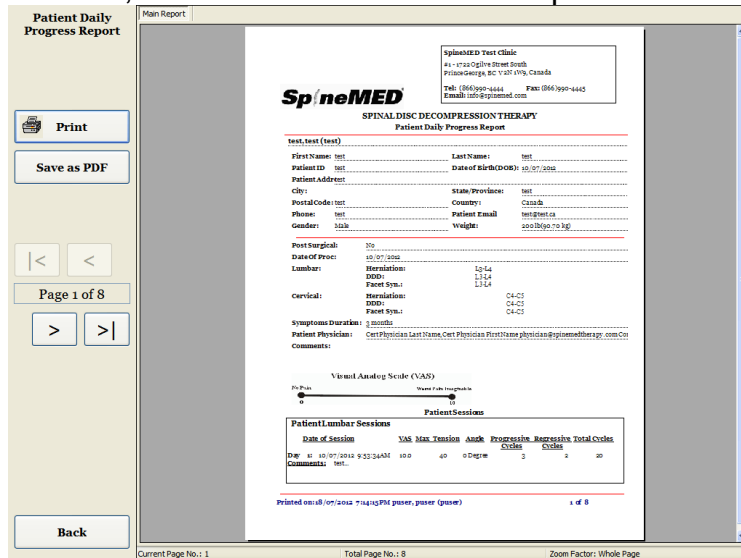 Patient Daily
Progress Report
Print
Save as PDF
|< <
Page 1 of 8
> >|
Back
Main Report
SpineMED Test Clinic
#1 - 1722 Ogilve Street South
PrinceGeorge, BC V2N 1W9, Canada
Tel: (866)990-4444 Fax: (866)990-4445
Email: info@spinemed.com
SpineMED
SPINAL DISC DECOMPRESSION THERAPY
Patient Daily Progress Report
test, test (test)
First Name: test Last Name: test
Patient ID test Date of Birth(DOB): 10/07/2012
Patient Addrtest
City: State/Province: test
Postal Code: test Country: Canada
Phone: test Patient Email test@test.ca
Gender: Male Weight: 200 lb(90.70 kg)
Post Surgical: No
Date Of Proc: 10/07/2012
Lumbar: Herniation: L3-L4
DDD: L3-L4
Facet Syn.: L3-L4
Cervical: Herniation: C4-C5
DDD: C4-C5
Facet Syn.: C4-C5
Symptoms Duration: 3 months
Patient Physician: Cert Physician Last Name, Cert Physician First Name physician@spinemedtherapy.com Cor
Comments:
Visual Analog Scale (VAS)
No Pain Worst Pain Imaginable
0 10
Patient Sessions
Patient Lumbar Sessions
Date of Session VAS Max Tension Angle Progressive Cycles Regressive Cycles Total Cycles
Day 1: 10/07/2012 9:53:34AM 10.0 40 0 Degree 3 2 20
Comments: test..
Printed on:18/07/2012 7:14:15PM puser, puser (puser) 1 of 8
Current Page No.: 1 Total Page No.: 8 Zoom Factor: Whole Page